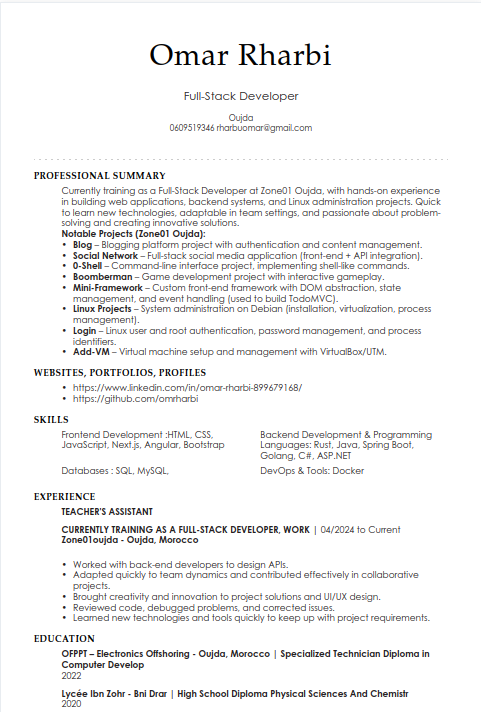 Omar Rharbi
Full-Stack Developer
Oujda
0609519346 rharbuomar@gmail.com
PROFESSIONAL SUMMARY
Currently training as a Full-Stack Developer at Zone01 Oujda, with hands-on experience
in building web applications, backend systems, and Linux administration projects. Quick
to learn new technologies, adaptable in team settings, and passionate about problem-
solving and creating innovative solutions.
Notable Projects (Zone01 Oujda):
• Blog – Blogging platform project with authentication and content management.
• Social Network – Full-stack social media application (front-end + API integration).
• 0-Shell – Command-line interface project, implementing shell-like commands.
• Boomberman – Game development project with interactive gameplay.
• Mini-Framework – Custom front-end framework with DOM abstraction, state
management, and event handling (used to build TodoMVC).
• Linux Projects – System administration on Debian (installation, virtualization, process
management).
• Login – Linux user and root authentication, password management, and process
identifiers.
• Add-VM – Virtual machine setup and management with VirtualBox/UTM.
WEBSITES, PORTFOLIOS, PROFILES
• https://www.linkedin.com/in/omar-rharbi-899679168/
• https://github.com/omrharbi
SKILLS
Frontend Development :HTML, CSS,
JavaScript, Next.js, Angular, Bootstrap
Backend Development & Programming
Languages: Rust, Java, Spring Boot,
Golang, C#, ASP.NET
Databases : SQL, MySQL,
DevOps & Tools: Docker
EXPERIENCE
TEACHER'S ASSISTANT
CURRENTLY TRAINING AS A FULL-STACK DEVELOPER, WORK | 04/2024 to Current
Zone01oujda - Oujda, Morocco
• Worked with back-end developers to design APIs.
• Adapted quickly to team dynamics and contributed effectively in collaborative
projects.
• Brought creativity and innovation to project solutions and UI/UX design.
• Reviewed code, debugged problems, and corrected issues.
• Learned new technologies and tools quickly to keep up with project requirements.
EDUCATION
OFPPT – Electronics Offshoring - Oujda, Morocco | Specialized Technician Diploma in
Computer Develop
2022
Lycée Ibn Zohr - Bni Drar | High School Diploma Physical Sciences And Chemistr
2020